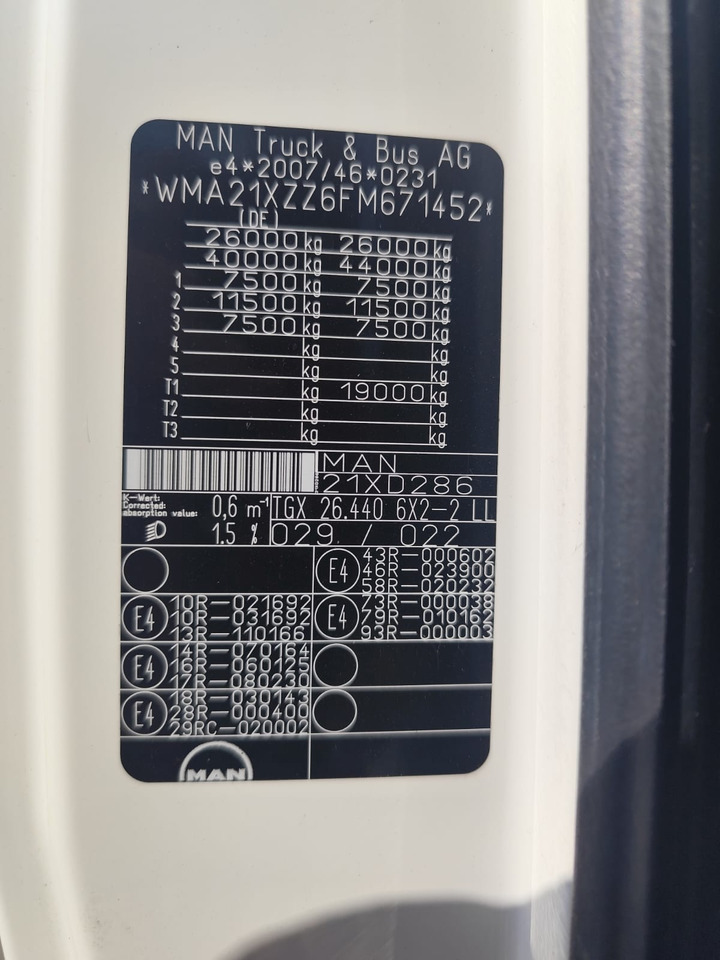 MAN Truck & Bus AG
e4*2007/46*0231
*WMA21XZZ6FM671452*
(DE)
26000 kg 26000 kg
40000 kg 44000 kg
1 7500 kg 7500 kg
2 11500 kg 11500 kg
3 7500 kg 7500 kg
4 kg kg
5 kg kg
T1 kg 19000 kg
T2 kg kg
T3 kg kg
MAN
21XD286
K-Wert:
Corrected
absorption value: 0,6 m-1 TGX 26.440 6X2-2 LL
1.5 % 029 / 022
E4 43R-000602
46R-023900
58R-020232
E4 10R-021692
10R-031692
13R-110166
E4 73R-000038
79R-010162
93R-000003
E4 14R-070164
16R-060125
17R-080230
E4 18R-030143
28R-000400
29RC-020002
MAN